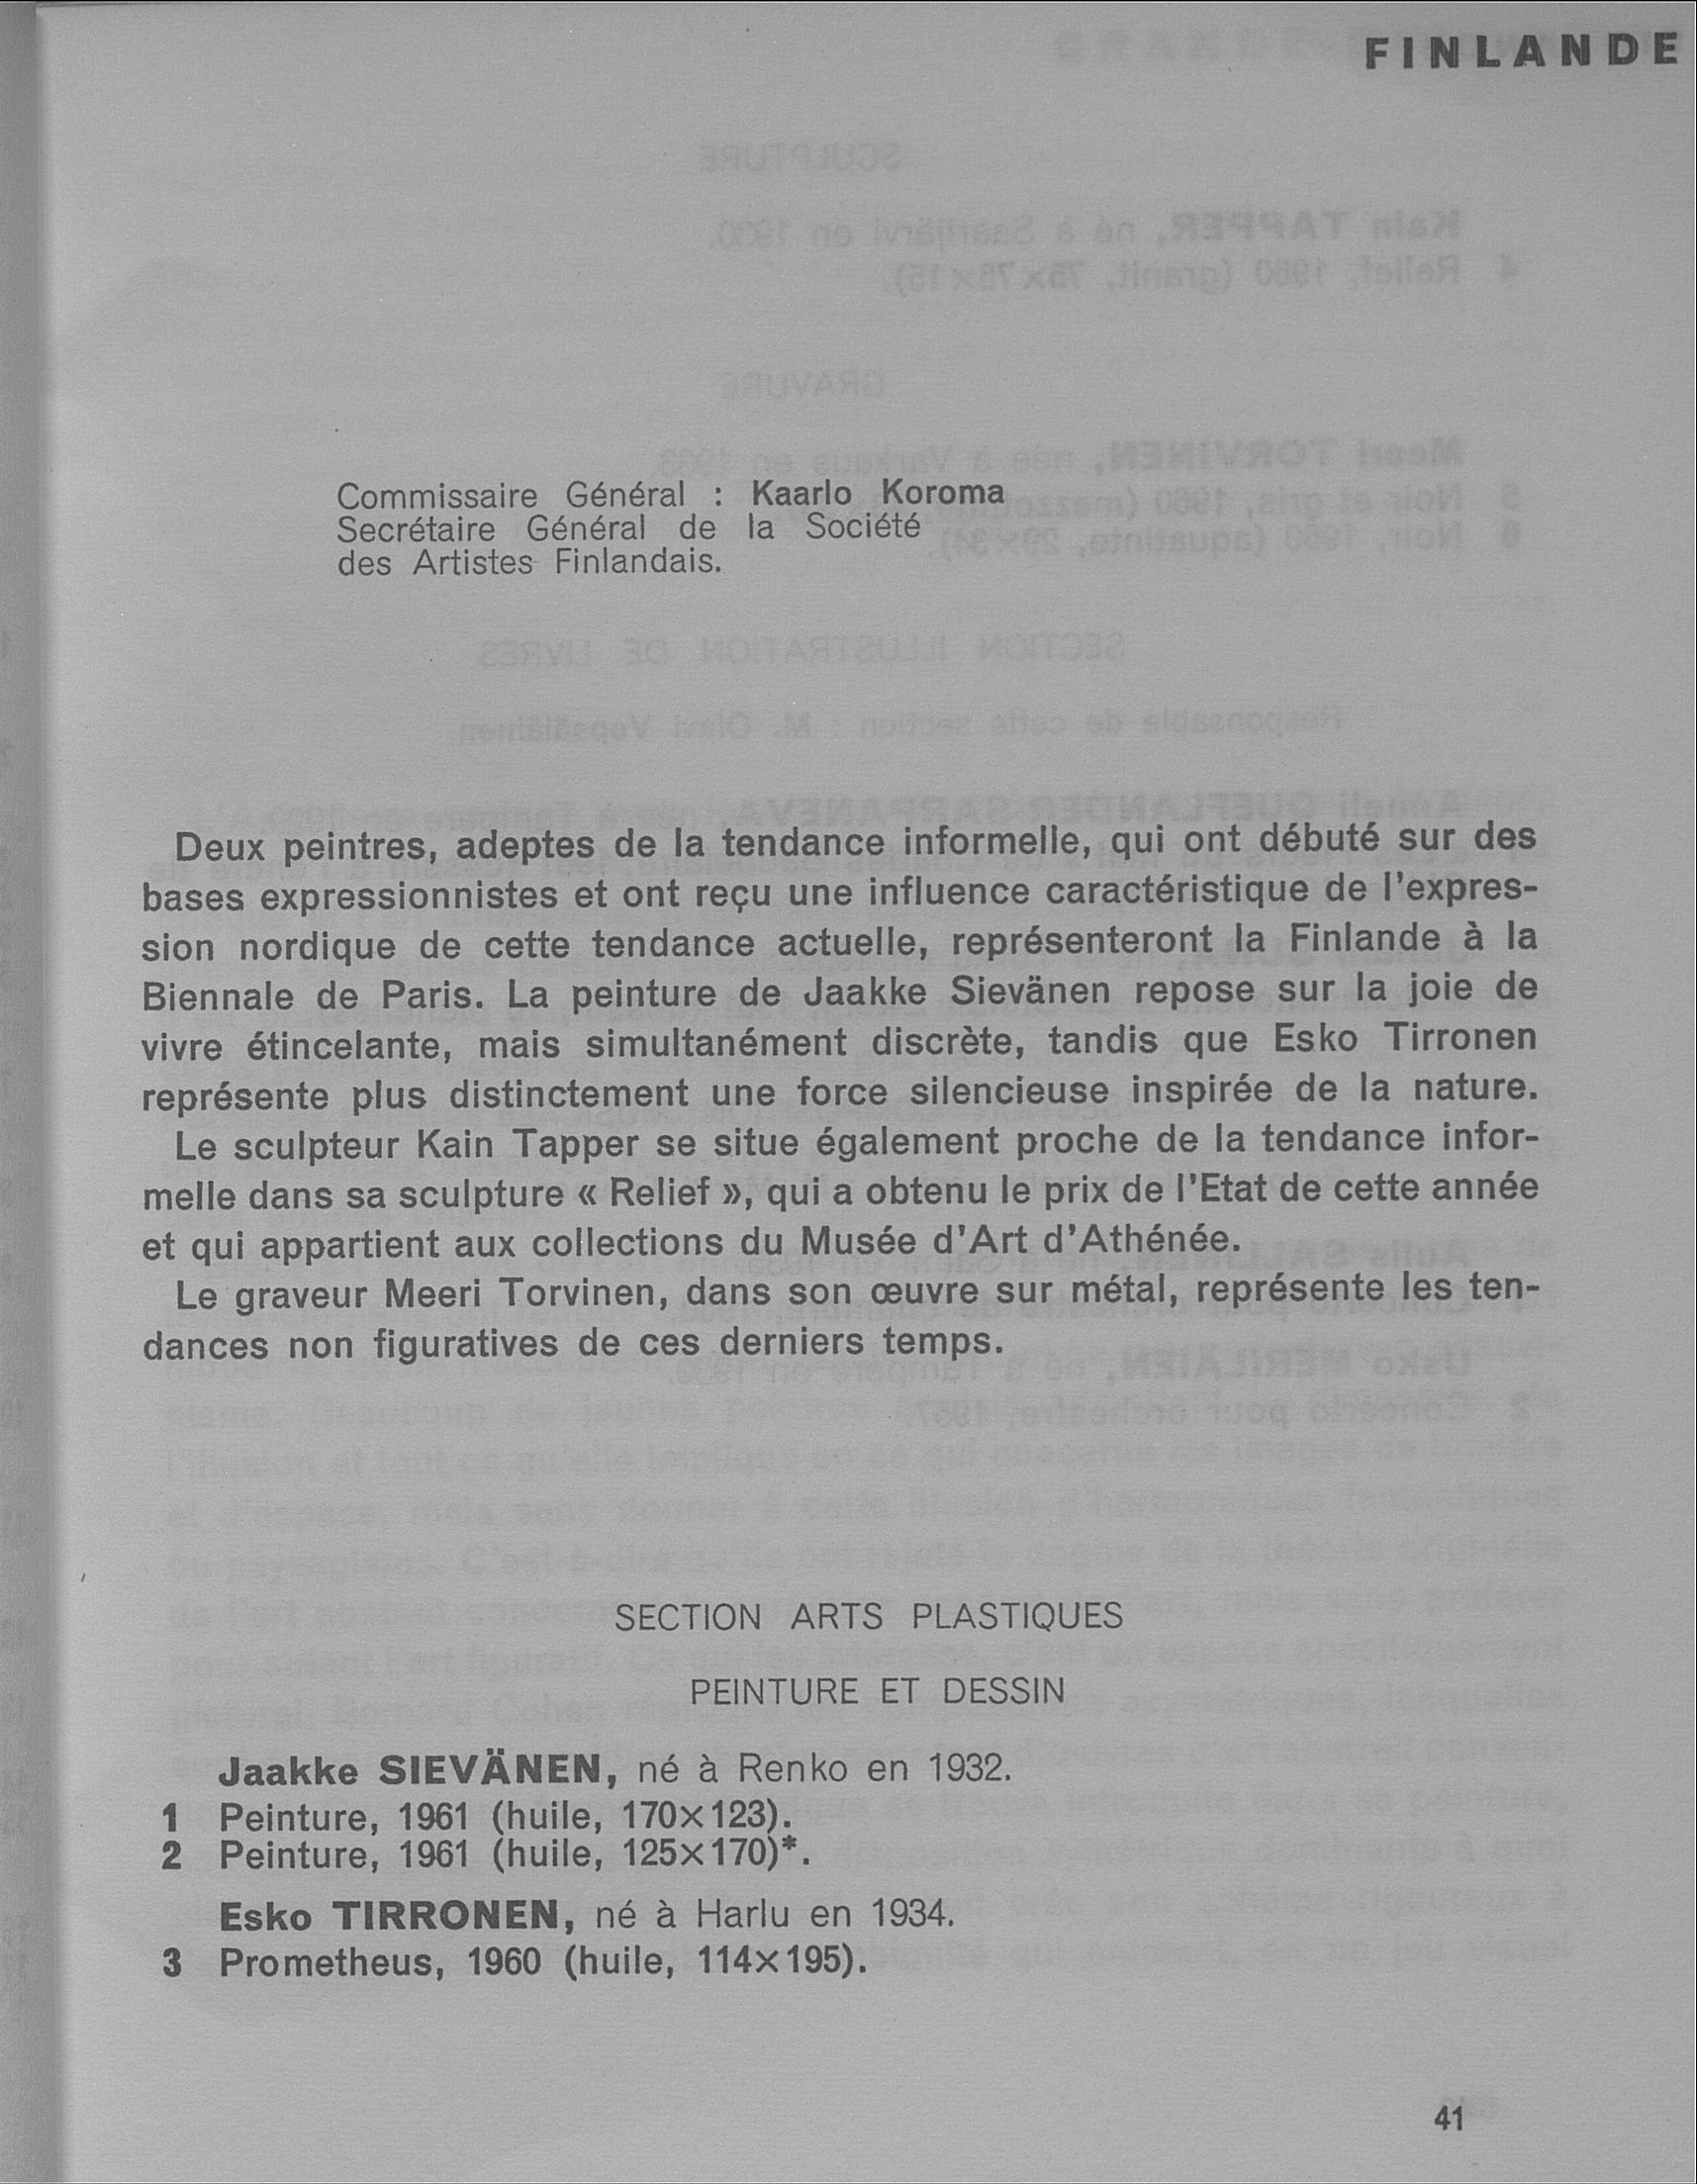 FINLANDE
Commissaire Général : Kaarlo Koroma
Secrétaire Général de la Société
des Artistes Finlandais.
Deux peintres, adeptes de la tendance informelle, qui ont débuté sur des
bases expressionnistes et ont reçu une influence caractéristique de l'expres-
sion nordique de cette tendance actuelle, représenteront la Finlande à la
Biennale de Paris. La peinture de Jaakke Sievänen repose sur la joie de
vivre étincelante, mais simultanément discrète, tandis que Esko Tirronen
représente plus distinctement une force silencieuse inspirée de la nature.
Le sculpteur Kain Tapper se situe également proche de la tendance infor-
melle dans sa sculpture « Relief », qui a obtenu le prix de l'Etat de cette année
et qui appartient aux collections du Musée d'Art d'Athénée.
Le graveur Meeri Torvinen, dans son œuvre sur métal, représente les ten-
dances non figuratives de ces derniers temps.
SECTION ARTS PLASTIQUES
PEINTURE ET DESSIN
Jaakke SIEVÄNEN, né à Renko en 1932.
1 Peinture, 1961 (huile, 170×123).
2 Peinture, 1961 (huile, 125×170)*.
Esko TIRRONEN, né à Harlu en 1934.
3 Prometheus, 1960 (huile, 114×195).
41